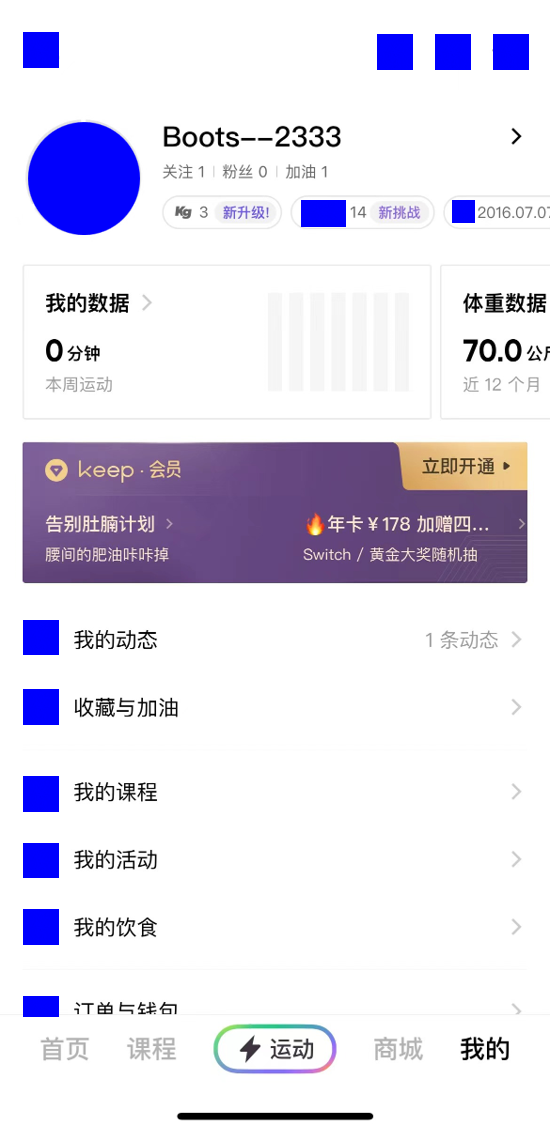 Boots--2333
关注 1 粉丝 0 加油 1
Kg 3 新升级! 14 新挑战 2016.07.07
我的数据
0分钟
本周运动
体重数据
70.0公斤
近 12 个月
keep · 会员
立即开通
告别肚腩计划
腰间的肥油咔咔掉
🔥年卡¥178 加赠四...
Switch / 黄金大奖随机抽
我的动态 1 条动态
收藏与加油
我的课程
我的活动
我的饮食
订单与钱包
首页 课程 运动 商城 我的